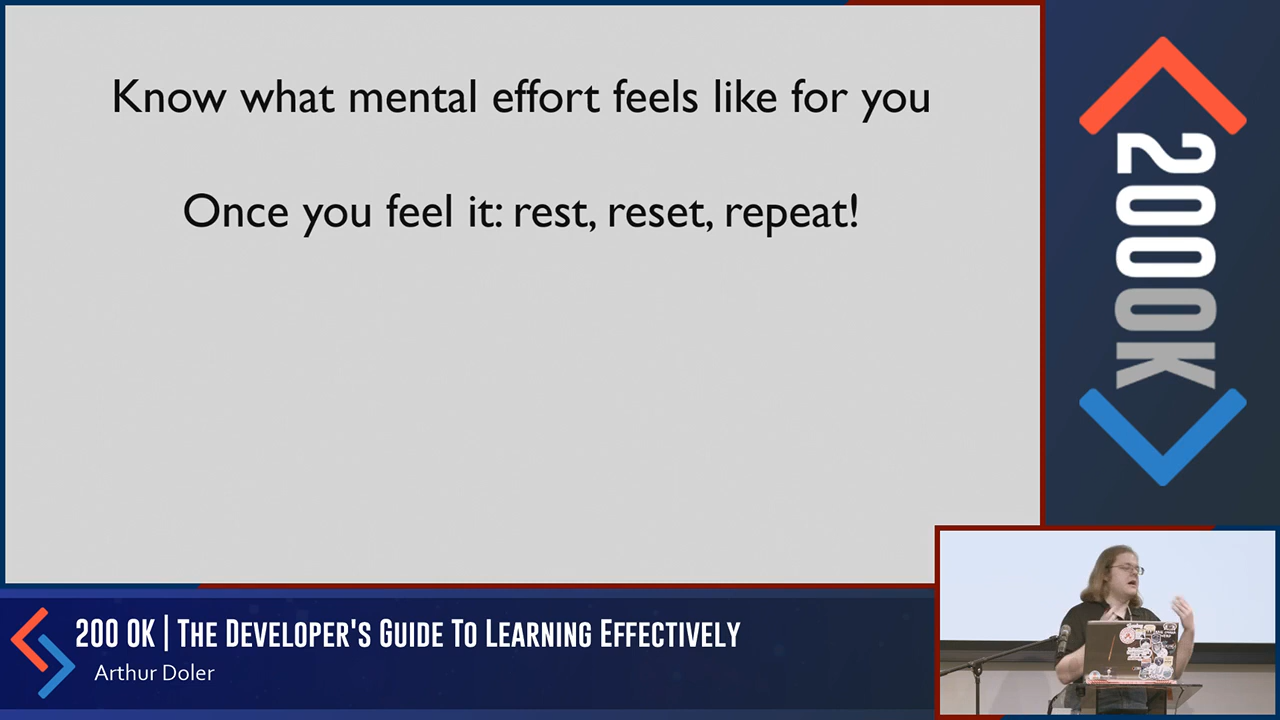 Know what mental effort feels like for you
Once you feel it: rest, reset, repeat!
200OK
200 OK | The Developer's Guide To Learning Effectively
Arthur Doler